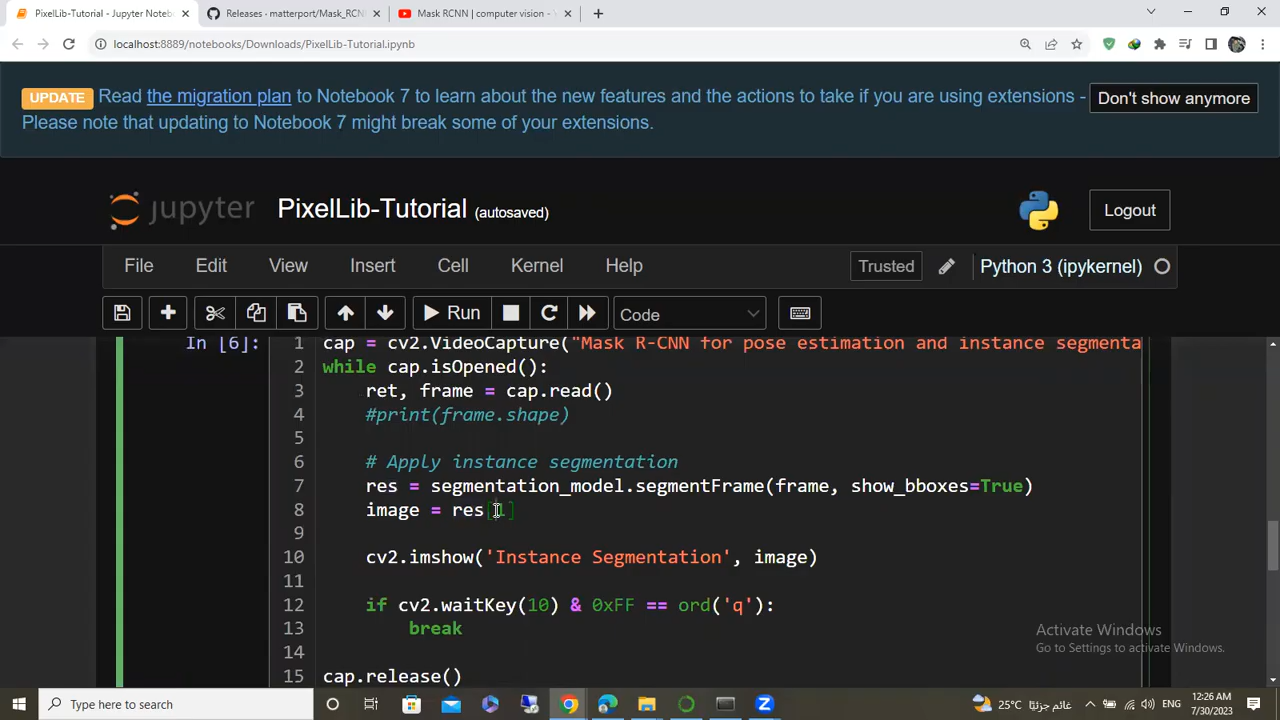 PixelLib-Tutorial - Jupyter Noteb
Releases · matterport/Mask_RCN
Mask RCNN | computer vision -
localhost:8889/notebooks/Downloads/PixelLib-Tutorial.ipynb
UPDATE Read the migration plan to Notebook 7 to learn about the new features and the actions to take if you are using extensions - Don't show anymore
Please note that updating to Notebook 7 might break some of your extensions.
jupyter PixelLib-Tutorial (autosaved) Logout
File Edit View Insert Cell Kernel Help Trusted Python 3 (ipykernel)
Run Code
In [6]: 1 cap = cv2.VideoCapture("Mask R-CNN for pose estimation and instance segmenta
2 while cap.isOpened():
3 ret, frame = cap.read()
4 #print(frame.shape)
5
6 # Apply instance segmentation
7 res = segmentation_model.segmentFrame(frame, show_bboxes=True)
8 image = res[1]
9
10 cv2.imshow('Instance Segmentation', image)
11
12 if cv2.waitKey(10) & 0xFF == ord('q'):
13 break
14
15 cap.release()
Activate Windows
Go to Settings to activate Windows.
Type here to search
25°C غائم جزئيًا ENG
12:26 AM
7/30/2023